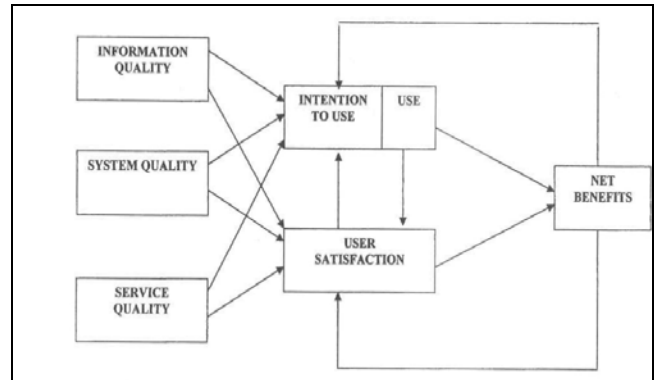 INFORMATION
QUALITY
INTENTION
TO USE
USE
SYSTEM QUALITY
NET
BENEFITS
USER
SATISFACTION
SERVICE
QUALITY